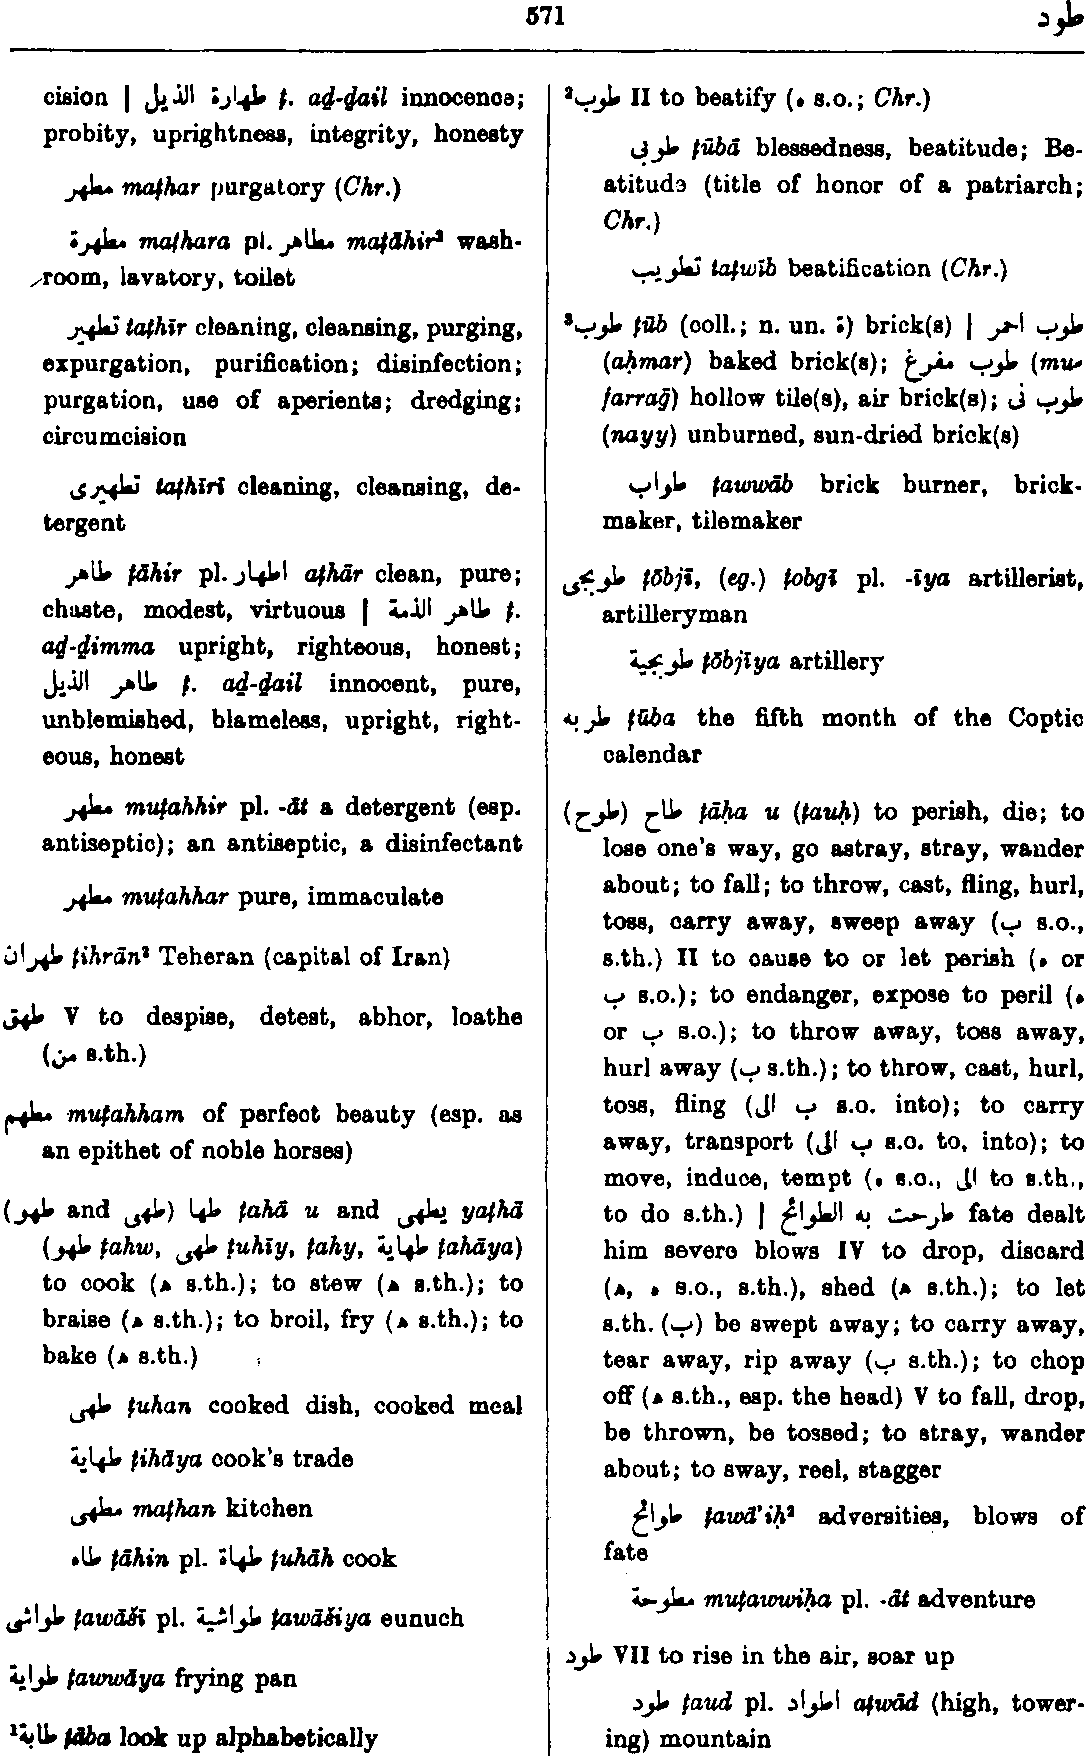 571
طود
cision | طهارة الذيل ṭ. aḏ-ḏail innocence;
probity, uprightness, integrity, honesty
مطهر maṭhar purgatory (Chr.)
مطهرة maṭhara pl. مطاهر maṭāhir² wash-
room, lavatory, toilet
تطهير taṭhīr cleaning, cleansing, purging,
expurgation, purification; disinfection;
purgation, use of aperients; dredging;
circumcision
تطهيرى taṭhīrī cleaning, cleansing, de-
tergent
طاهر ṭāhir pl. اطهار aṭhār clean, pure;
chaste, modest, virtuous | طاهر الذمة ṭ.
aḏ-ḏimma upright, righteous, honest;
طاهر الذيل ṭ. aḏ-ḏail innocent, pure,
unblemished, blameless, upright, right-
eous, honest
مطهر muṭahhir pl. -āt a detergent (esp.
antiseptic); an antiseptic, a disinfectant
مطهر muṭahhar pure, immaculate
طهران ṭihrān² Teheran (capital of Iran)
طهق V to despise, detest, abhor, loathe
(من s.th.)
مطهم muṭahham of perfect beauty (esp. as
an epithet of noble horses)
(طهو and طهى) طها ṭahā u and يطهى yaṭhā
(طهو ṭahw, طهى ṭuhīy, ṭahy, طهاية ṭahāya)
to cook (ه s.th.); to stew (ه s.th.); to
braise (ه s.th.); to broil, fry (ه s.th.); to
bake (ه s.th.)
طهى ṭuhan cooked dish, cooked meal
طهاية ṭihāya cook's trade
مطهى maṭhan kitchen
طاه ṭāhin pl. طهاة ṭuhāh cook
طواشى ṭawāšī pl. طواشية ṭawāšiya eunuch
طواية ṭawwāya frying pan
¹طابة ṭāba look up alphabetically
²طوب II to beatify (ه s.o.; Chr.)
طوبى ṭūbā blessedness, beatitude; Be-
atitude (title of honor of a patriarch;
Chr.)
تطويب taṭwīb beatification (Chr.)
³طوب ṭūb (coll.; n. un. ة) brick(s) | طوب احمر
(aḥmar) baked brick(s); طوب مفرغ (mu-
farraḡ) hollow tile(s), air brick(s); طوب نى
(nayy) unburned, sun-dried brick(s)
طواب ṭawwāb brick burner, brick-
maker, tilemaker
طوبجى ṭōbjī, (eg.) ṭobgī pl. -īya artillerist,
artilleryman
طوبجية ṭōbjīya artillery
طوبه ṭūba the fifth month of the Coptic
calendar
(طوح) طاح ṭāḥa u (ṭauḥ) to perish, die; to
lose one's way, go astray, stray, wander
about; to fall; to throw, cast, fling, hurl,
toss, carry away, sweep away (ب s.o.,
s.th.) II to cause to or let perish (ه or
ب s.o.); to endanger, expose to peril (ه
or ب s.o.); to throw away, toss away,
hurl away (ب s.th.); to throw, cast, hurl,
toss, fling (ب الى s.o. into); to carry
away, transport (ب الى s.o. to, into); to
move, induce, tempt (ه s.o., الى to s.th.,
to do s.th.) | طوحت به الطوائح fate dealt
him severe blows IV to drop, discard
(ه, ه s.o., s.th.), shed (ه s.th.); to let
s.th. (ب) be swept away; to carry away,
tear away, rip away (ب s.th.); to chop
off (ه s.th., esp. the head) V to fall, drop,
be thrown, be tossed; to stray, wander
about; to sway, reel, stagger
طوائح ṭawā'iḥ² adversities, blows of
fate
مطوحة muṭawwiḥa pl. -āt adventure
طود VII to rise in the air, soar up
طود ṭaud pl. اطواد aṭwād (high, tower-
ing) mountain